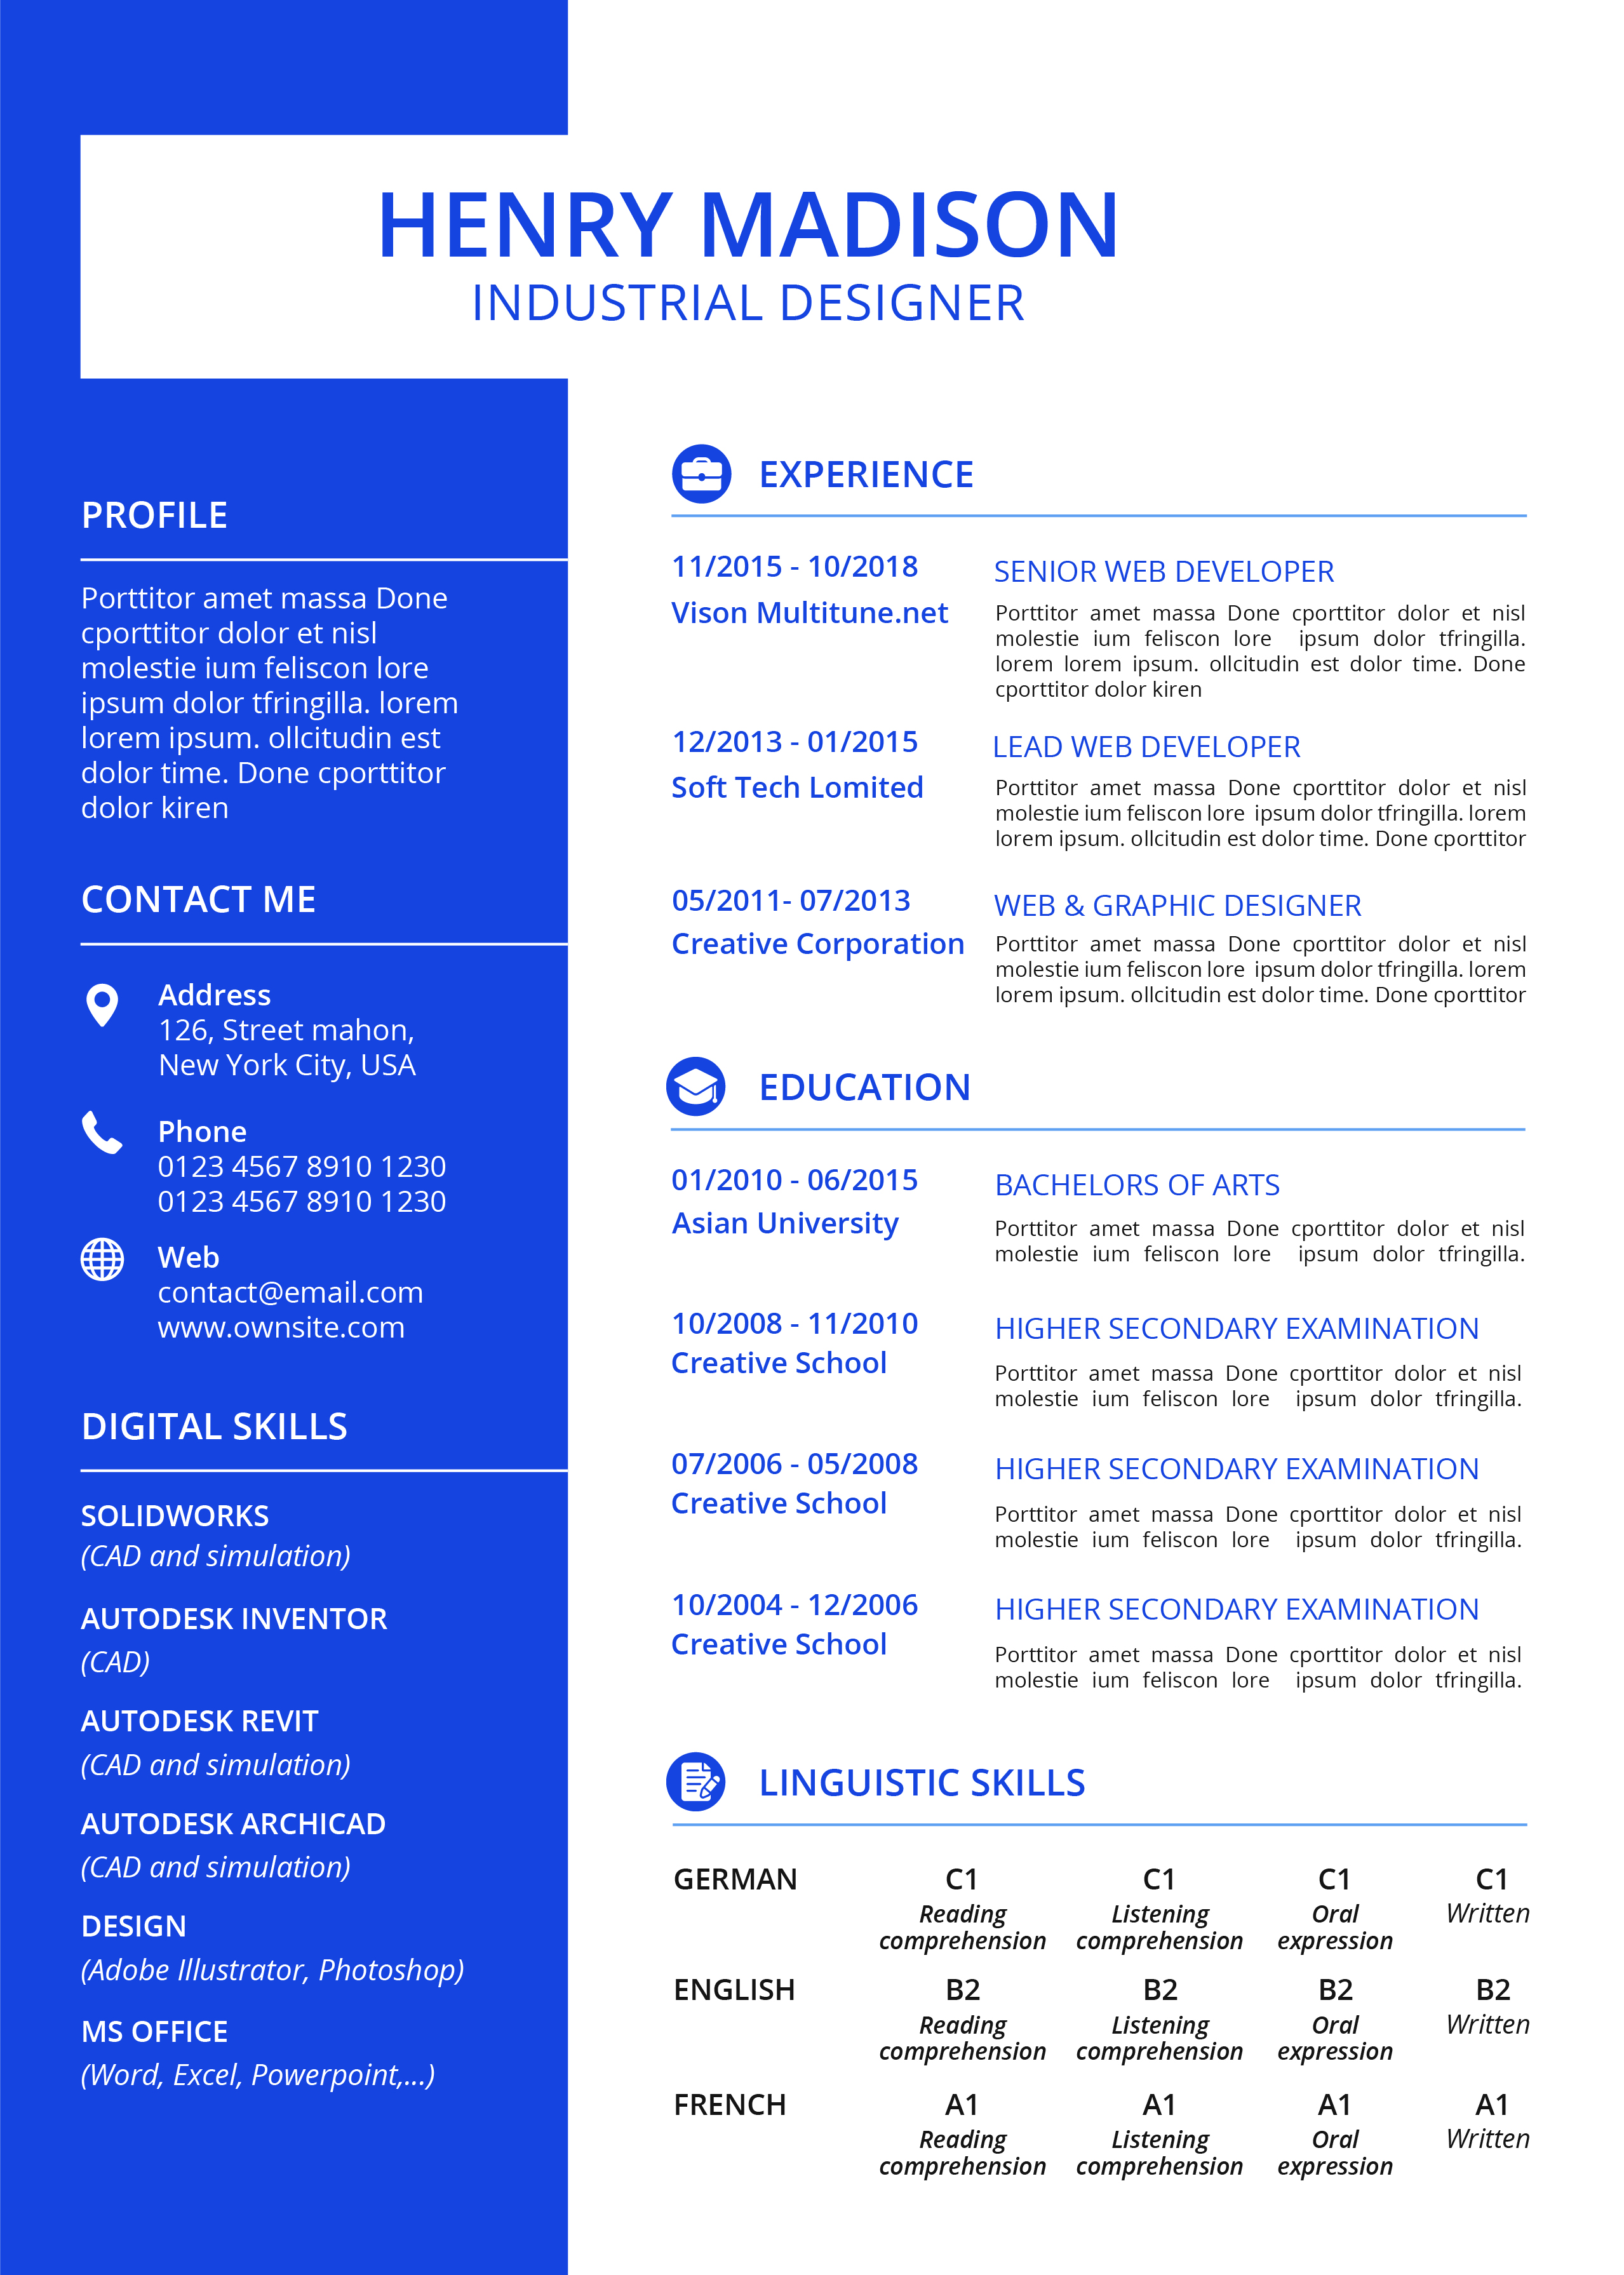 HENRY MADISON
INDUSTRIAL DESIGNER
PROFILE
Porttitor amet massa Done
cporttitor dolor et nisl
molestie ium feliscon lore
ipsum dolor tfringilla. lorem
lorem ipsum. ollcitudin est
dolor time. Done cporttitor
dolor kiren
CONTACT ME
Address
126, Street mahon,
New York City, USA
Phone
0123 4567 8910 1230
0123 4567 8910 1230
Web
contact@email.com
www.ownsite.com
DIGITAL SKILLS
SOLIDWORKS
(CAD and simulation)
AUTODESK INVENTOR
(CAD)
AUTODESK REVIT
(CAD and simulation)
AUTODESK ARCHICAD
(CAD and simulation)
DESIGN
(Adobe Illustrator, Photoshop)
MS OFFICE
(Word, Excel, Powerpoint,...)
EXPERIENCE
11/2015 - 10/2018
Vison Multitune.net
SENIOR WEB DEVELOPER
Porttitor amet massa Done cporttitor dolor et nisl
molestie ium feliscon lore ipsum dolor tfringilla.
lorem lorem ipsum. ollcitudin est dolor time. Done
cporttitor dolor kiren
12/2013 - 01/2015
Soft Tech Lomited
LEAD WEB DEVELOPER
Porttitor amet massa Done cporttitor dolor et nisl
molestie ium feliscon lore ipsum dolor tfringilla. lorem
lorem ipsum. ollcitudin est dolor time. Done cporttitor
05/2011- 07/2013
Creative Corporation
WEB & GRAPHIC DESIGNER
Porttitor amet massa Done cporttitor dolor et nisl
molestie ium feliscon lore ipsum dolor tfringilla. lorem
lorem ipsum. ollcitudin est dolor time. Done cporttitor
EDUCATION
01/2010 - 06/2015
Asian University
BACHELORS OF ARTS
Porttitor amet massa Done cporttitor dolor et nisl
molestie ium feliscon lore ipsum dolor tfringilla.
10/2008 - 11/2010
Creative School
HIGHER SECONDARY EXAMINATION
Porttitor amet massa Done cporttitor dolor et nisl
molestie ium feliscon lore ipsum dolor tfringilla.
07/2006 - 05/2008
Creative School
HIGHER SECONDARY EXAMINATION
Porttitor amet massa Done cporttitor dolor et nisl
molestie ium feliscon lore ipsum dolor tfringilla.
10/2004 - 12/2006
Creative School
HIGHER SECONDARY EXAMINATION
Porttitor amet massa Done cporttitor dolor et nisl
molestie ium feliscon lore ipsum dolor tfringilla.
LINGUISTIC SKILLS
GERMAN C1 C1 C1 C1
Reading Listening Oral Written
comprehension comprehension expression
ENGLISH B2 B2 B2 B2
Reading Listening Oral Written
comprehension comprehension expression
FRENCH A1 A1 A1 A1
Reading Listening Oral Written
comprehension comprehension expression